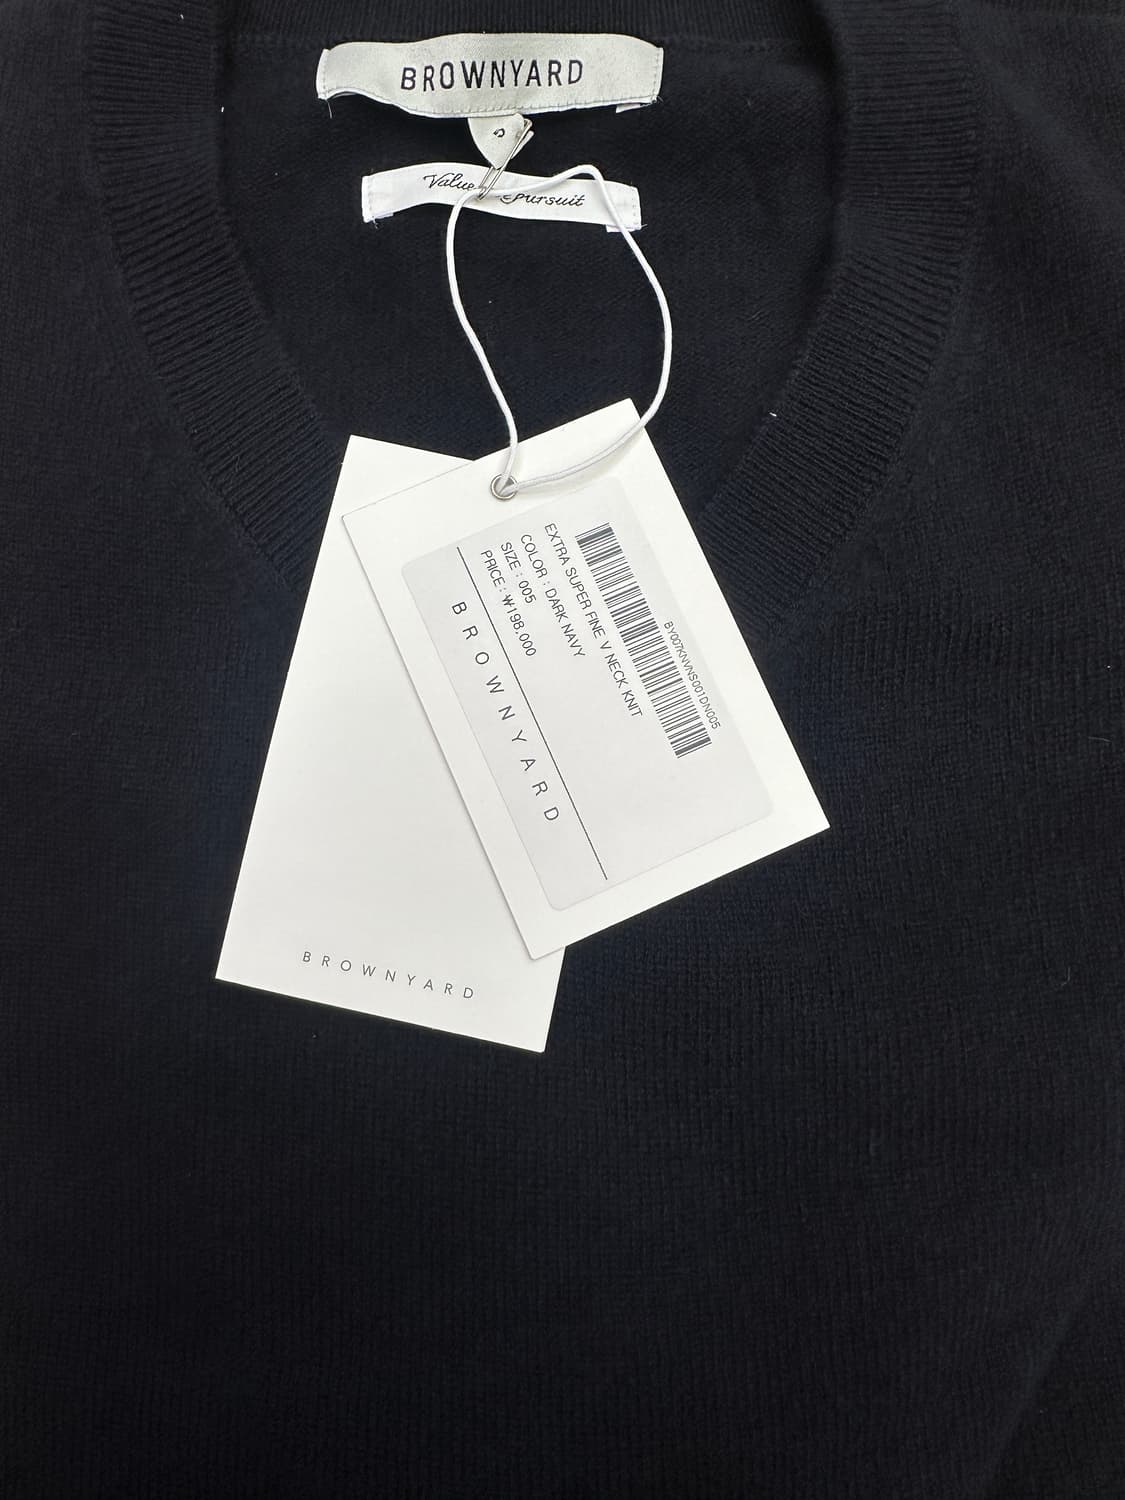 BROWNYARD
5
Value
pursuit
BY007KNVNS001DN005
EXTRA SUPER FINE V NECK KNIT
COLOR : DARK NAVY
SIZE : 005
PRICE : ₩198,000
BROWNYARD
BROWNYARD